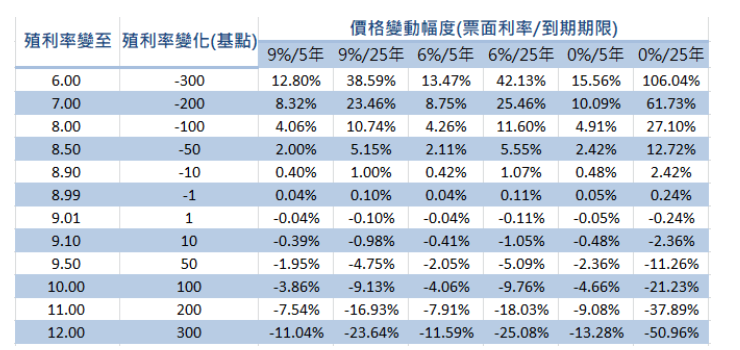 殖利率變至 殖利率變化(基點) 價格變動幅度(票面利率/到期期限)
9%/5年 9%/25年 6%/5年 6%/25年 0%/5年 0%/25年
6.00 -300 12.80% 38.59% 13.47% 42.13% 15.56% 106.04%
7.00 -200 8.32% 23.46% 8.75% 25.46% 10.09% 61.73%
8.00 -100 4.06% 10.74% 4.26% 11.60% 4.91% 27.10%
8.50 -50 2.00% 5.15% 2.11% 5.55% 2.42% 12.72%
8.90 -10 0.40% 1.00% 0.42% 1.07% 0.48% 2.42%
8.99 -1 0.04% 0.10% 0.04% 0.11% 0.05% 0.24%
9.01 1 -0.04% -0.10% -0.04% -0.11% -0.05% -0.24%
9.10 10 -0.39% -0.98% -0.41% -1.05% -0.48% -2.36%
9.50 50 -1.95% -4.75% -2.05% -5.09% -2.36% -11.26%
10.00 100 -3.86% -9.13% -4.06% -9.76% -4.66% -21.23%
11.00 200 -7.54% -16.93% -7.91% -18.03% -9.08% -37.89%
12.00 300 -11.04% -23.64% -11.59% -25.08% -13.28% -50.96%